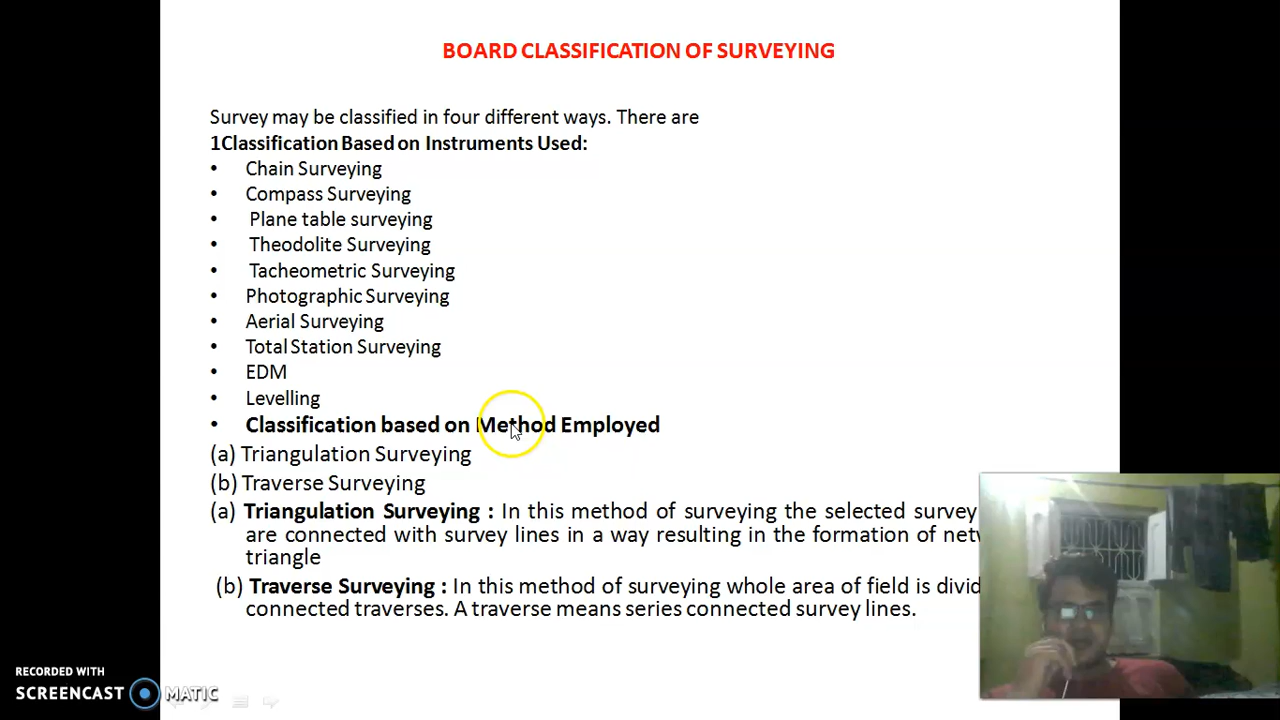 BOARD CLASSIFICATION OF SURVEYING
Survey may be classified in four different ways. There are
1Classification Based on Instruments Used:
• Chain Surveying
• Compass Surveying
• Plane table surveying
• Theodolite Surveying
• Tacheometric Surveying
• Photographic Surveying
• Aerial Surveying
• Total Station Surveying
• EDM
• Levelling
• Classification based on Method Employed
(a) Triangulation Surveying
(b) Traverse Surveying
(a) Triangulation Surveying : In this method of surveying the selected survey
are connected with survey lines in a way resulting in the formation of
triangle
(b) Traverse Surveying : In this method of surveying whole area of field is
connected traverses. A traverse means series connected survey lines.
RECORDED WITH
SCREENCAST MATIC